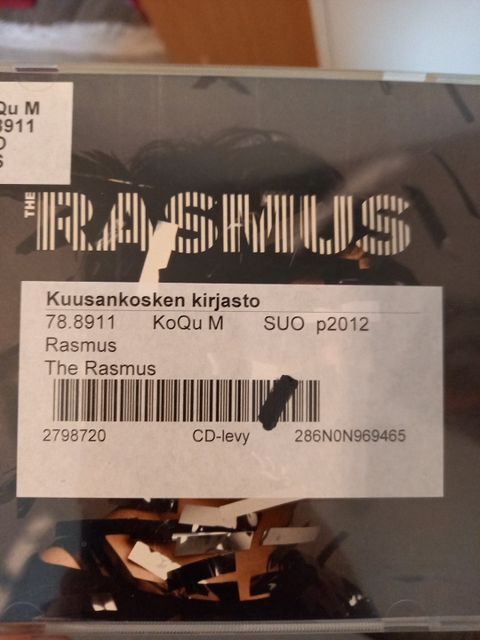 Qu M
8911
THE RASMUS
Kuusankosken kirjasto
78.8911 KoQu M SUO p2012
Rasmus
The Rasmus
2798720 CD-levy 286N0N969465